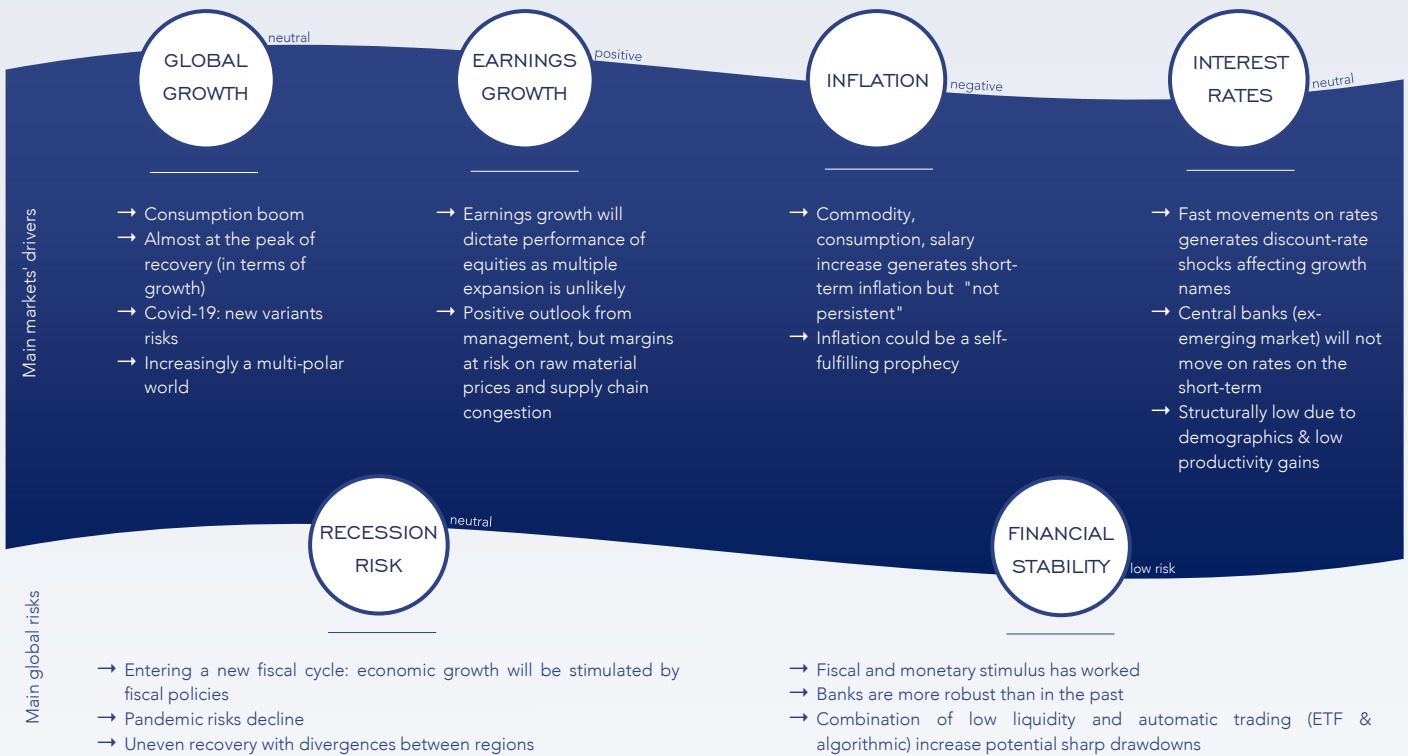 GLOBAL
GROWTH
neutral
EARNINGS
GROWTH
positive
INFLATION
negative
INTEREST
RATES
neutral
Main markets' drivers
→ Consumption boom
→ Almost at the peak of
recovery (in terms of
growth)
→ Covid-19: new variants
risks
→ Increasingly a multi-polar
world
→ Earnings growth will
dictate performance of
equities as multiple
expansion is unlikely
→ Positive outlook from
management, but margins
at risk on raw material
prices and supply chain
congestion
→ Commodity,
consumption, salary
increase generates short-
term inflation but "not
persistent"
→ Inflation could be a self-
fulfilling prophecy
→ Fast movements on rates
generates discount-rate
shocks affecting growth
names
→ Central banks (ex-
emerging market) will not
move on rates on the
short-term
→ Structurally low due to
demographics & low
productivity gains
RECESSION
RISK
neutral
FINANCIAL
STABILITY
low risk
Main global risks
→ Entering a new fiscal cycle: economic growth will be stimulated by
fiscal policies
→ Pandemic risks decline
→ Uneven recovery with divergences between regions
→ Fiscal and monetary stimulus has worked
→ Banks are more robust than in the past
→ Combination of low liquidity and automatic trading (ETF &
algorithmic) increase potential sharp drawdowns